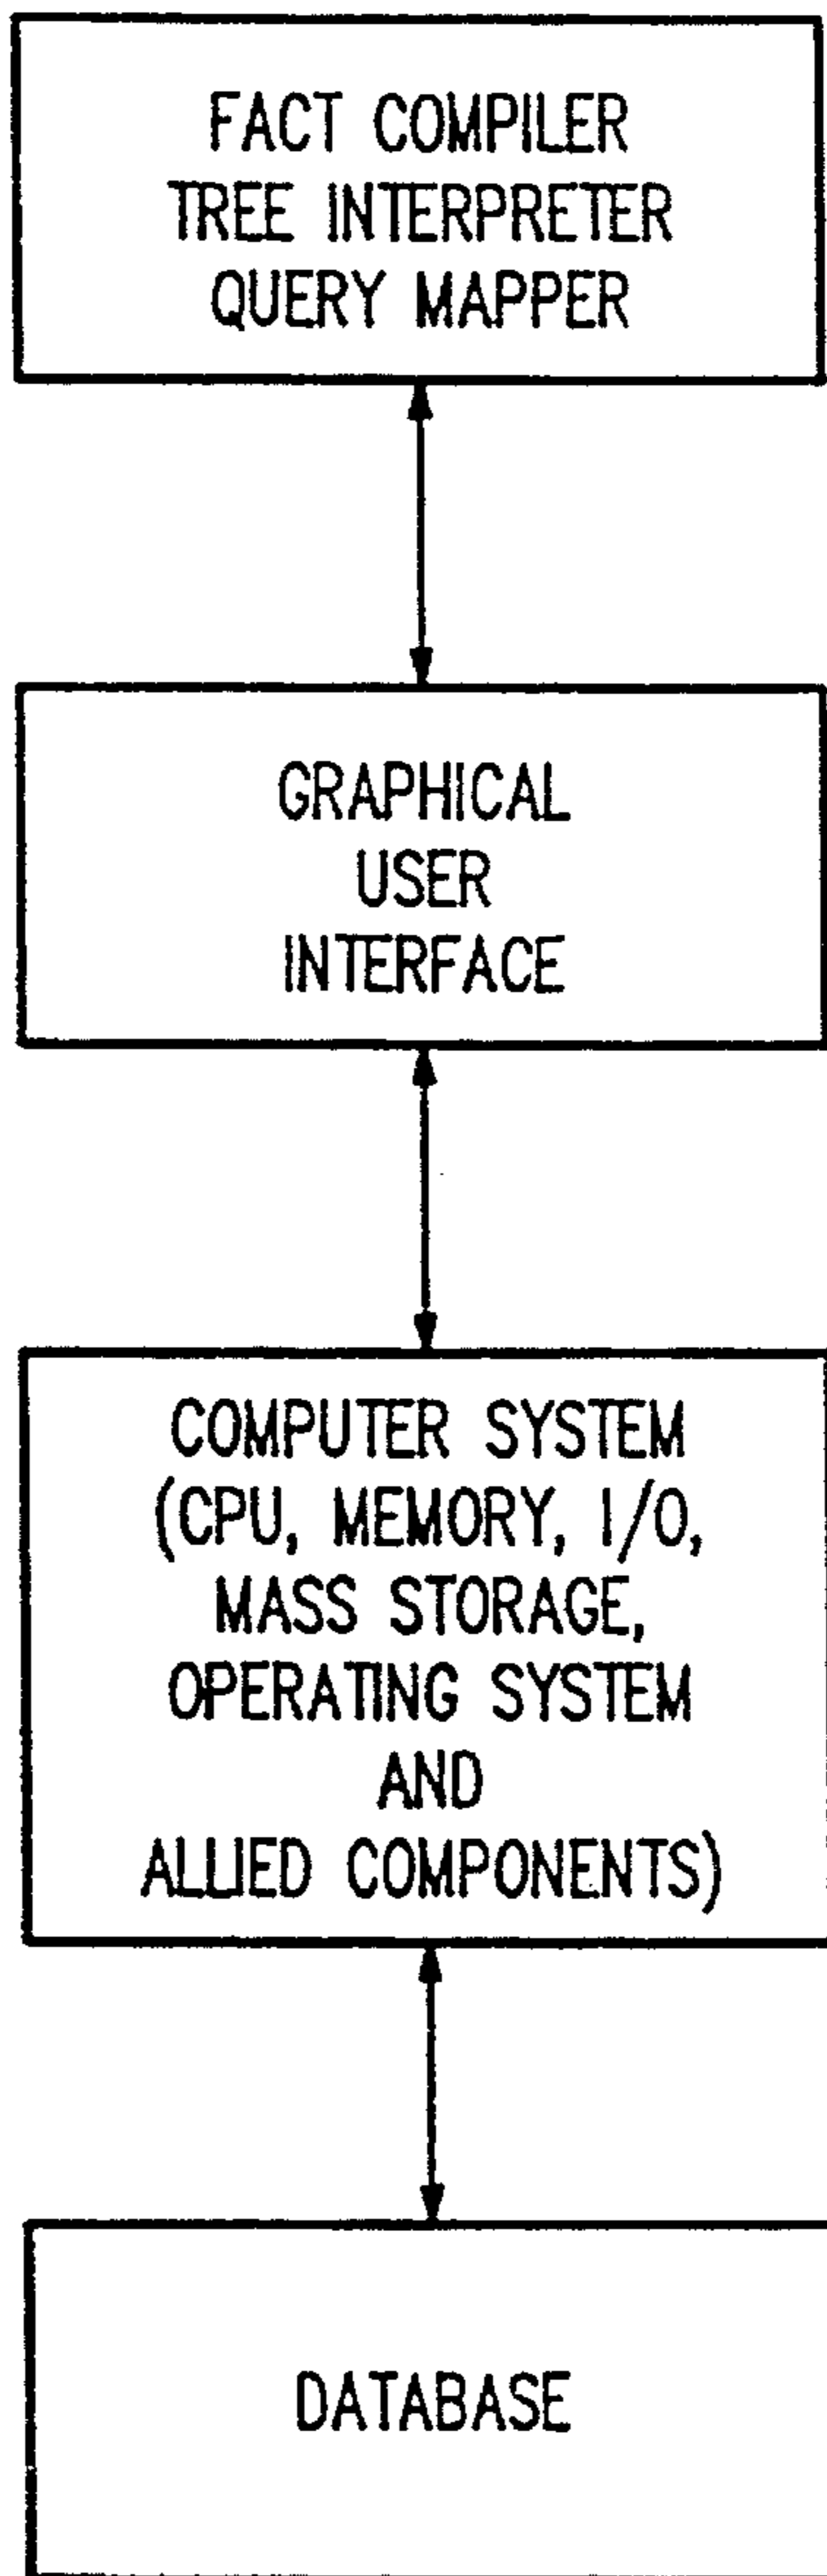 FACT COMPILER
TREE INTERPRETER
QUERY MAPPER
GRAPHICAL
USER
INTERFACE
COMPUTER SYSTEM
(CPU, MEMORY, I/O,
MASS STORAGE,
OPERATING SYSTEM
AND
ALLIED COMPONENTS)
DATABASE